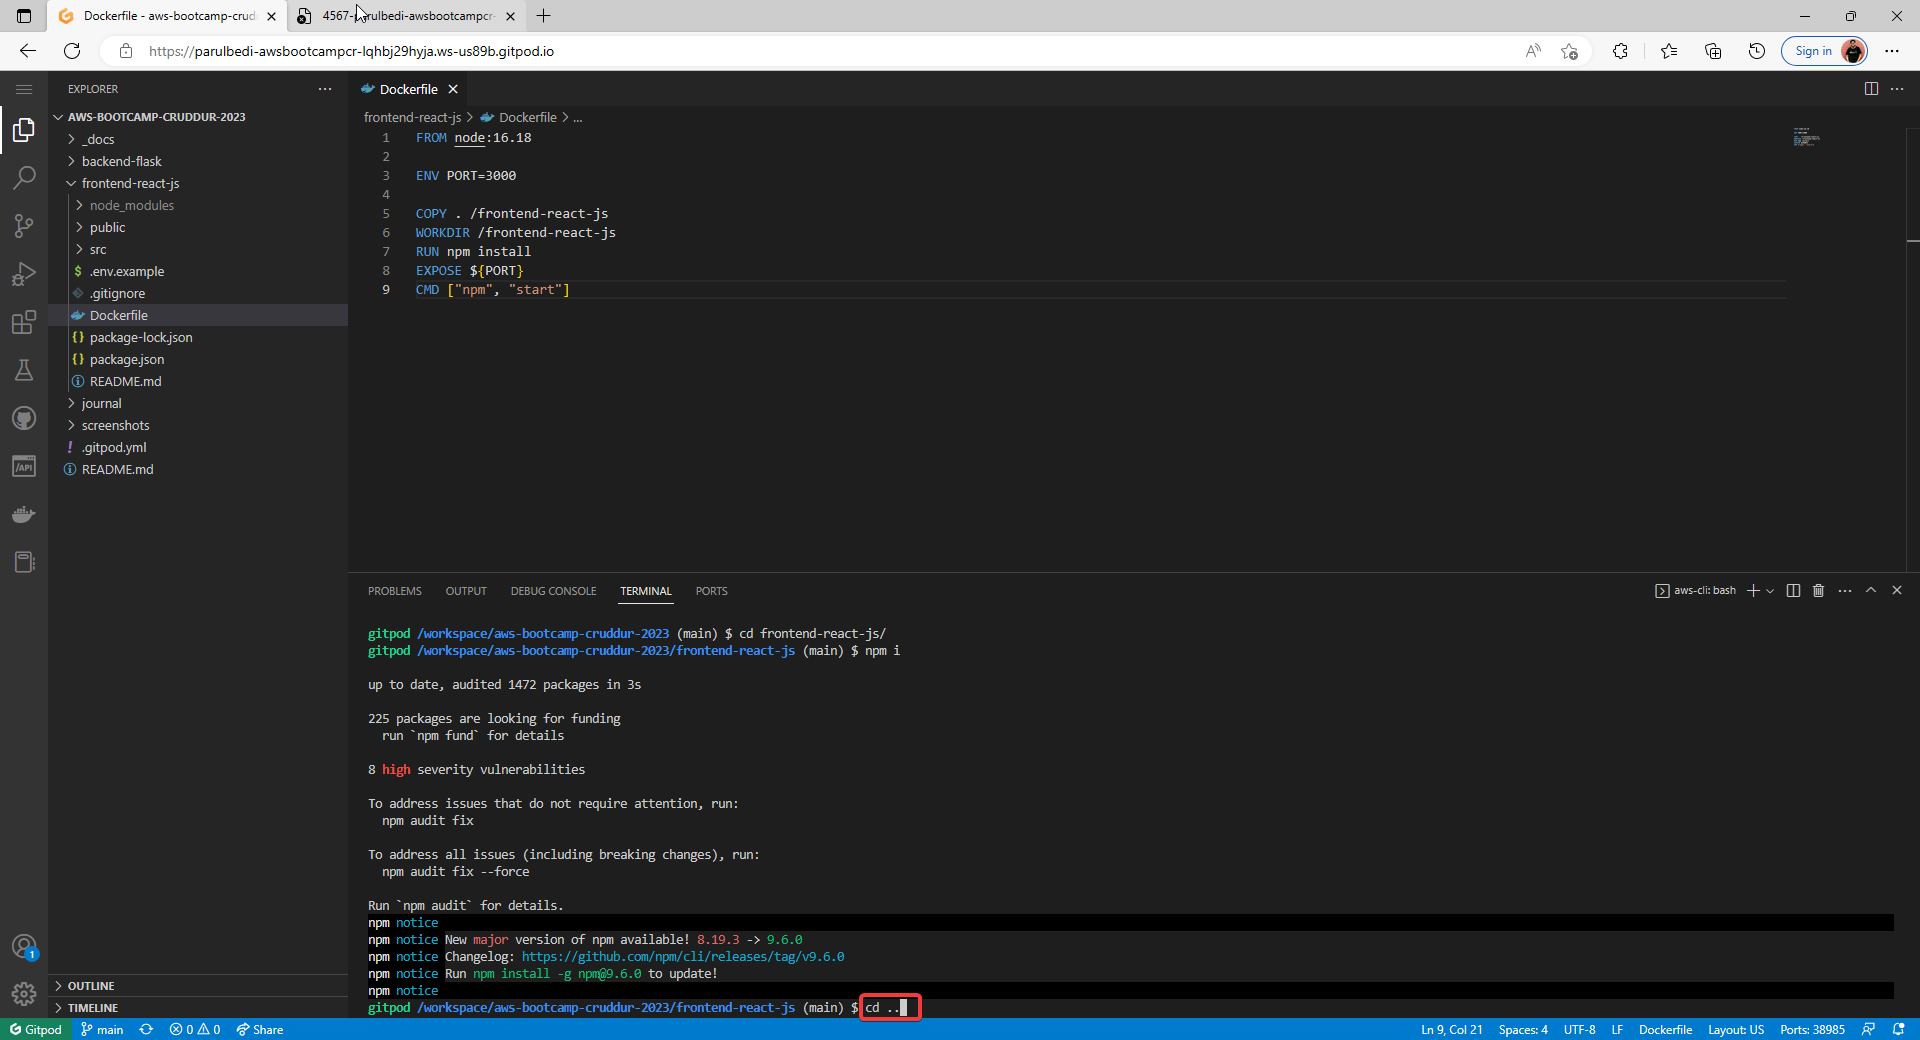 Dockerfile - aws-bootcamp-crud
4567-parulbedi-awsbootcampcr-
https://parulbedi-awsbootcampcr-lqhbj29hyja.ws-us89b.gitpod.io
Sign in
EXPLORER
AWS-BOOTCAMP-CRUDDUR-2023
_docs
backend-flask
frontend-react-js
node_modules
public
src
$ .env.example
.gitignore
Dockerfile
{} package-lock.json
{} package.json
README.md
journal
screenshots
! .gitpod.yml
README.md
OUTLINE
TIMELINE
/API
1
Dockerfile
frontend-react-js > Dockerfile > ...
1 FROM node:16.18
2
3 ENV PORT=3000
4
5 COPY . /frontend-react-js
6 WORKDIR /frontend-react-js
7 RUN npm install
8 EXPOSE ${PORT}
9 CMD ["npm", "start"]
PROBLEMS OUTPUT DEBUG CONSOLE TERMINAL PORTS
aws-cli: bash
gitpod /workspace/aws-bootcamp-cruddur-2023 (main) $ cd frontend-react-js/
gitpod /workspace/aws-bootcamp-cruddur-2023/frontend-react-js (main) $ npm i
up to date, audited 1472 packages in 3s
225 packages are looking for funding
run `npm fund` for details
8 high severity vulnerabilities
To address issues that do not require attention, run:
npm audit fix
To address all issues (including breaking changes), run:
npm audit fix --force
Run `npm audit` for details.
npm notice
npm notice New major version of npm available! 8.19.3 -> 9.6.0
npm notice Changelog: https://github.com/npm/cli/releases/tag/v9.6.0
npm notice Run npm install -g npm@9.6.0 to update!
npm notice
gitpod /workspace/aws-bootcamp-cruddur-2023/frontend-react-js (main) $ cd ..
Gitpod main 0 0 Share
Ln 9, Col 21 Spaces: 4 UTF-8 LF Dockerfile Layout: US Ports: 38985